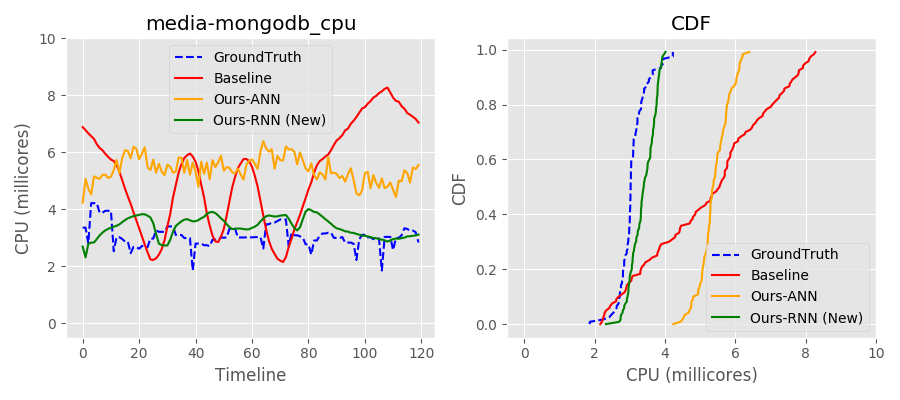 media-mongodb_cpu
CPU (millicores)
10
8
6
4
2
0
GroundTruth
Baseline
Ours-ANN
Ours-RNN (New)
0 20 40 60 80 100 120
Timeline
CDF
CDF
1.0
0.8
0.6
0.4
0.2
0.0
GroundTruth
Baseline
Ours-ANN
Ours-RNN (New)
0 2 4 6 8 10
CPU (millicores)